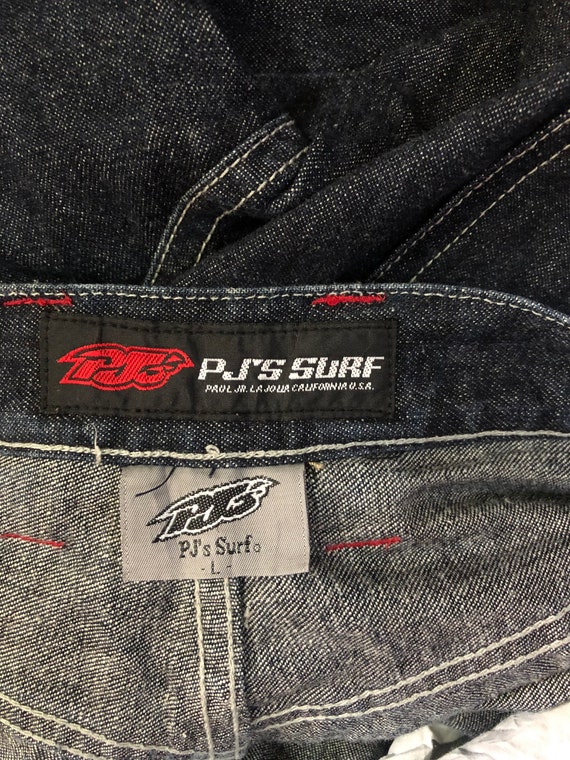 PJ's PJ'S SURF
PAUL JR. LA JOLLA CALIFORNIA U.S.A.
PJ's
PJ's Surf
- L -